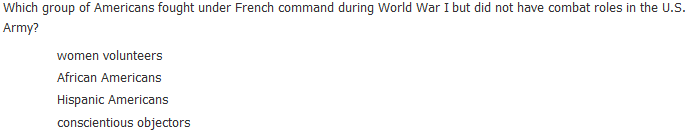 Which group of Americans fought under French command during World War I but did not have combat roles in the U.S.
Army?
women volunteers
African Americans
Hispanic Americans
conscientious objectors